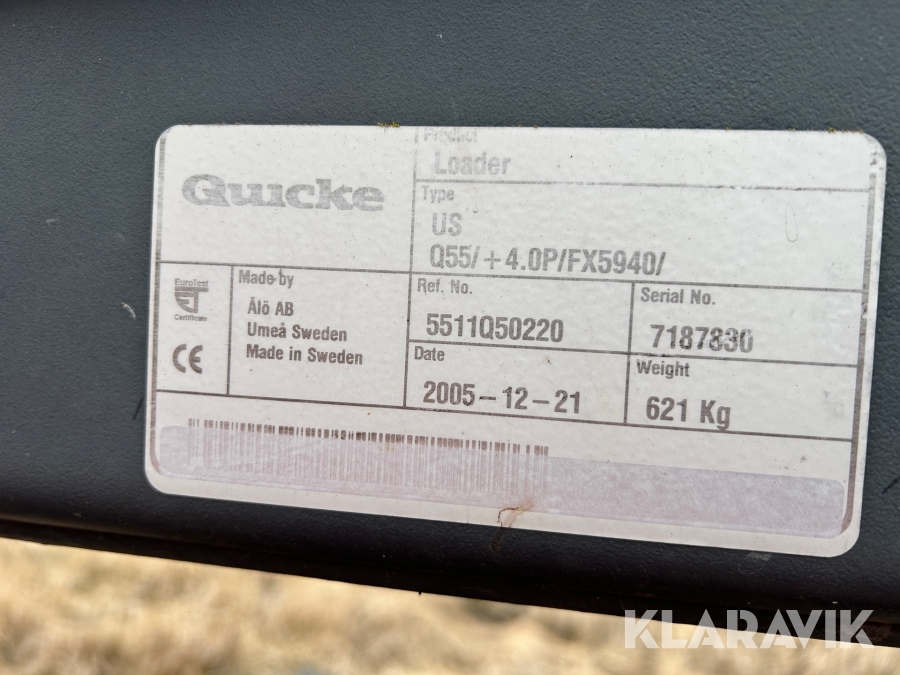 Quicke
Product
Loader
Type
US
Q55/+4.0P/FX5940/
EuroTest
Certificate
CE
Made by
Ålö AB
Umeå Sweden
Made in Sweden
Ref. No.
5511Q50220
Serial No.
7187830
Date
2005-12-21
Weight
621 Kg
KLARAVIK